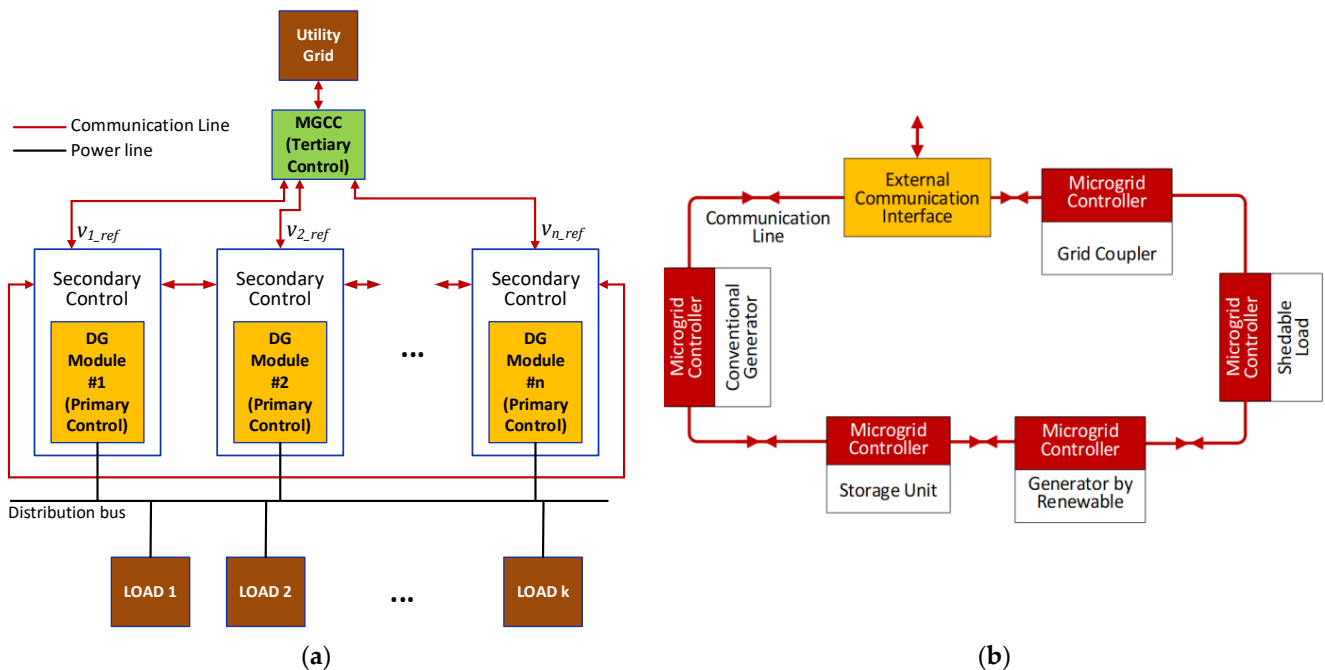 Utility
Grid
Communication Line
Power line
MGCC
(Tertiary
Control)
v1_ref
v2_ref
vn_ref
Secondary
Control
DG
Module
#1
(Primary
Control)
Secondary
Control
DG
Module
#2
(Primary
Control)
...
Secondary
Control
DG
Module
#n
(Primary
Control)
Distribution bus
LOAD 1
LOAD 2
...
LOAD k
(a)
External
Communication
Interface
Communication
Line
Microgrid
Controller
Grid Coupler
Microgrid
Controller
Conventional
Generator
Microgrid
Controller
Shedable
Load
Microgrid
Controller
Storage Unit
Microgrid
Controller
Generator by
Renewable
(b)